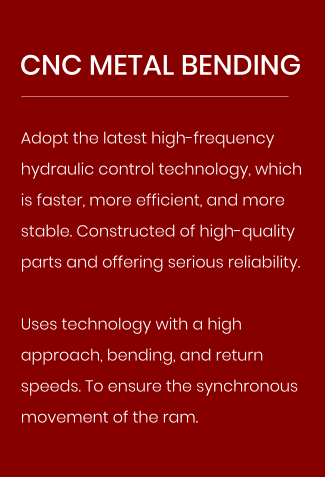 CNC METAL BENDING
Adopt the latest high-frequency
hydraulic control technology, which
is faster, more efficient, and more
stable. Constructed of high-quality
parts and offering serious reliability.
Uses technology with a high
approach, bending, and return
speeds. To ensure the synchronous
movement of the ram.